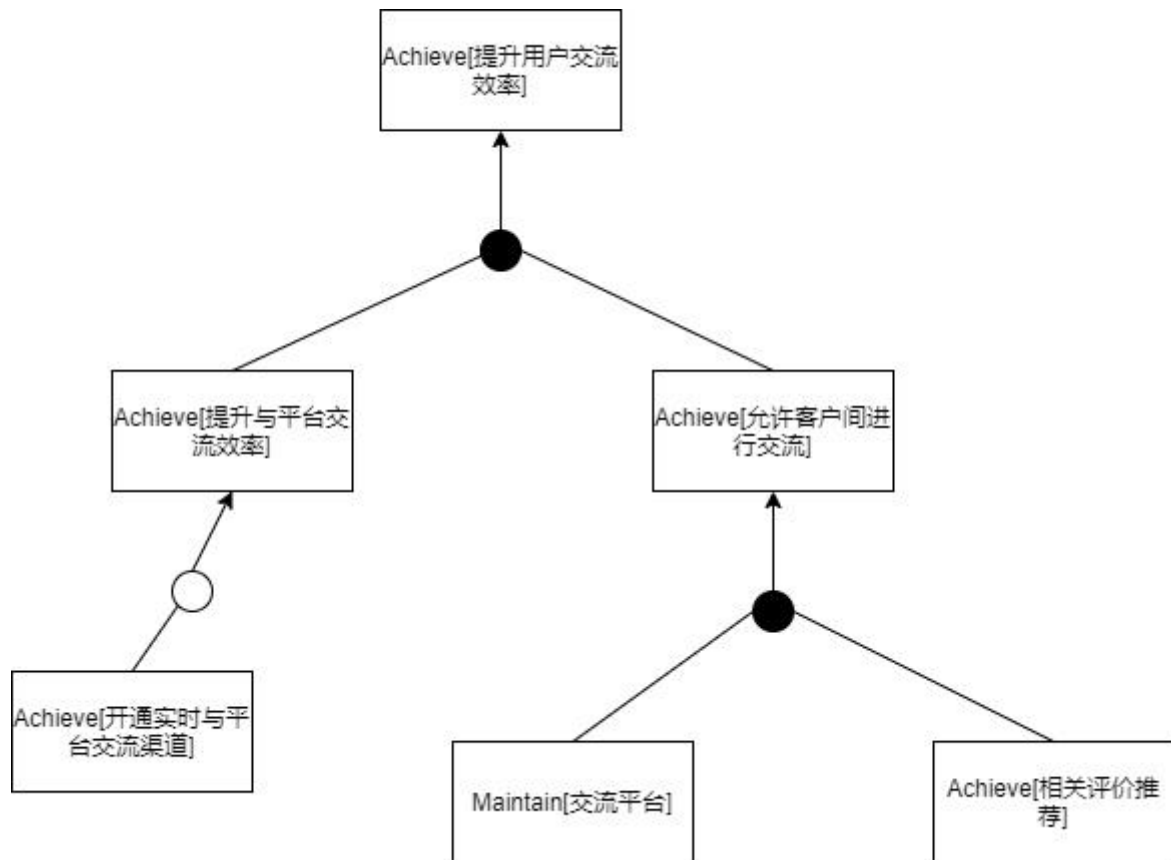 Achieve[提升用户交流
效率]
Achieve[提升与平台交
流效率]
Achieve[允许客户间进
行交流]
Achieve[开通实时与平
台交流渠道]
Maintain[交流平台]
Achieve[相关评价推
荐]